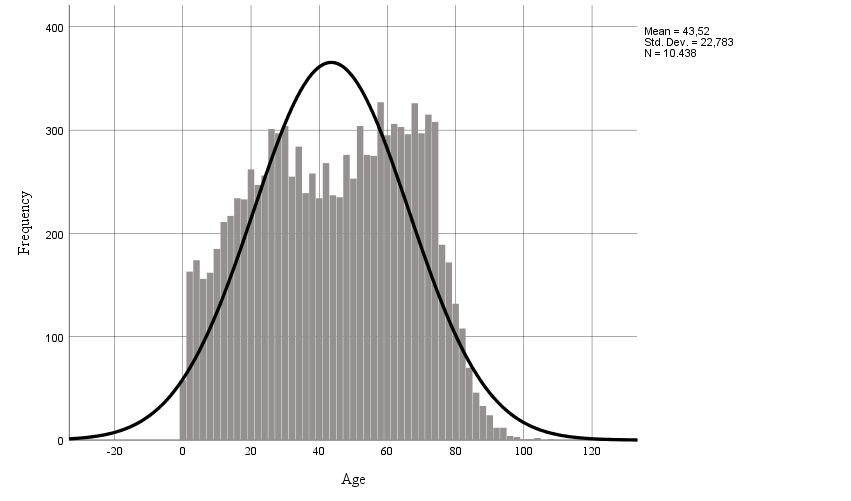 Mean = 43,52
Std. Dev. = 22,783
N = 10.438
400
300
200
100
0
Frequency
-20 0 20 40 60 80 100 120
Age